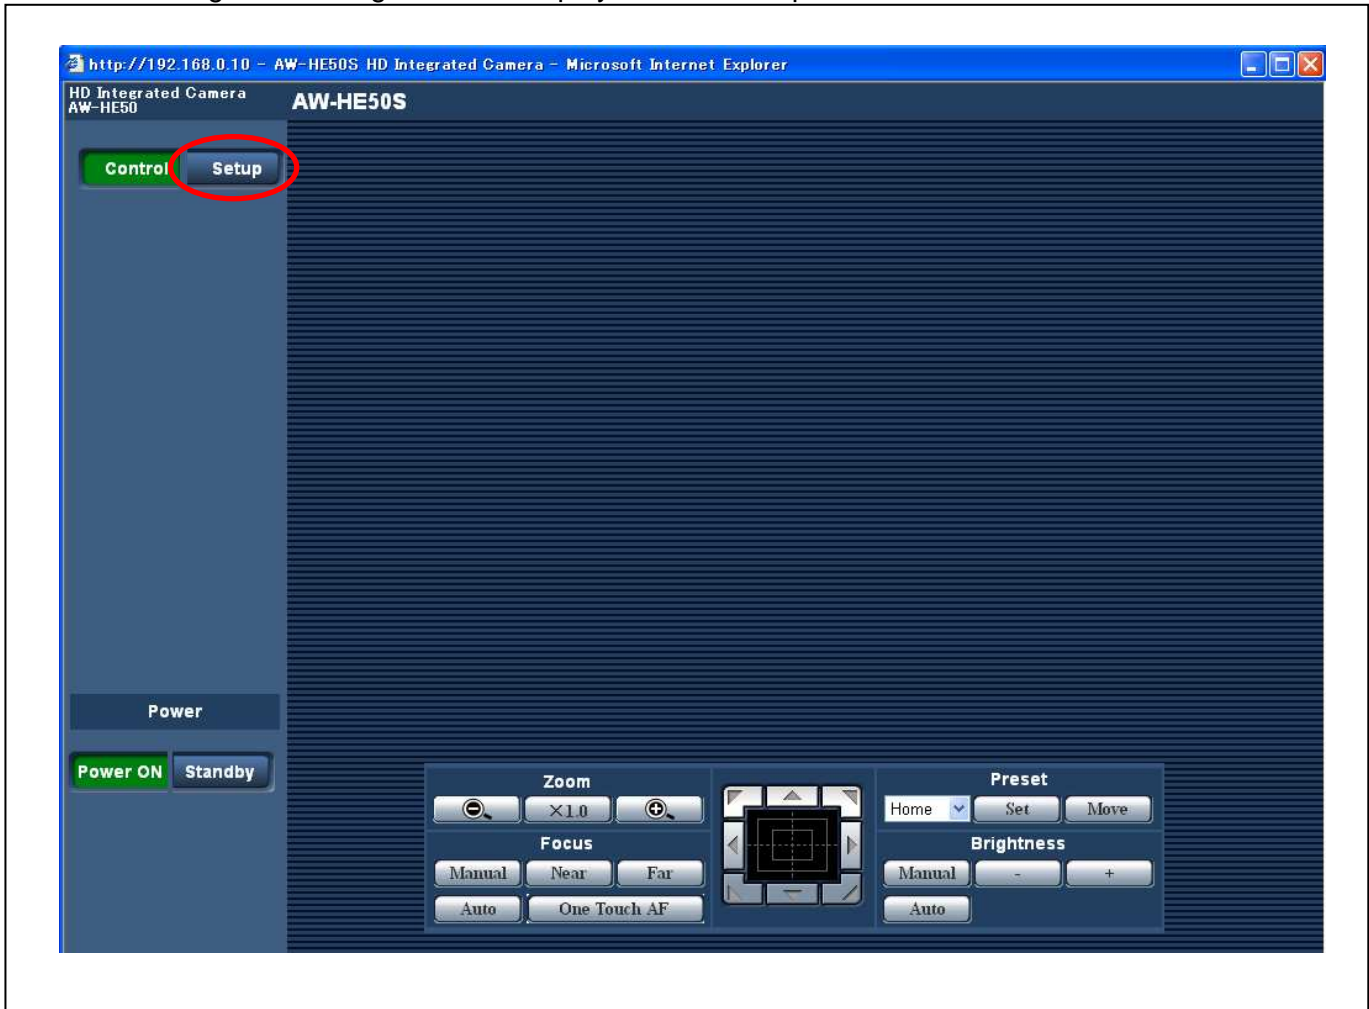 http://192.168.0.10 - AW-HE50S HD Integrated Camera - Microsoft Internet Explorer
HD Integrated Camera
AW-HE50
AW-HE50S
Control
Setup
Power
Power ON
Standby
Zoom
×1.0
Focus
Manual
Near
Far
Auto
One Touch AF
Preset
Home
Set
Move
Brightness
Manual
-
+
Auto